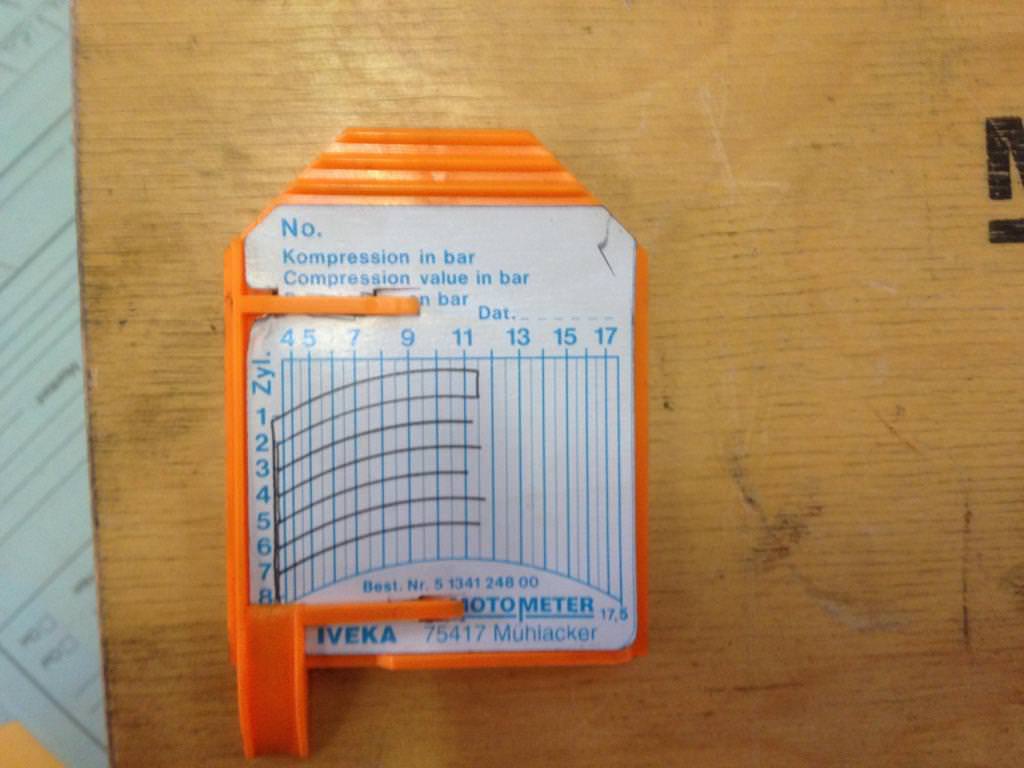 No.
Kompression in bar
Compression value in bar
bar
Dat.
4 5 7 9 11 13 15 17
Zyl.
1
2
3
4
5
6
7
8
Best. Nr. 5 1341 248 00
MOTOMETER 17,5
IVEKA 75417 Mühlacker